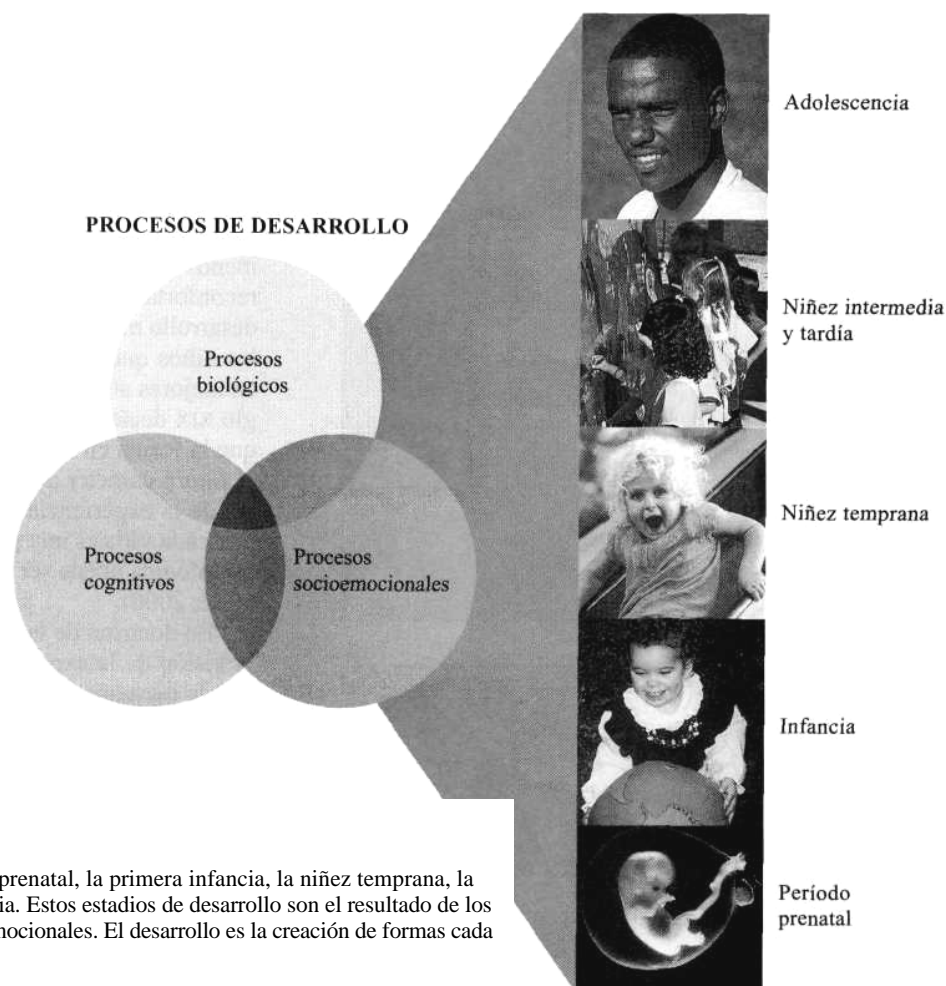 PROCESOS DE DESARROLLO
Procesos
biológicos
Procesos
cognitivos
Procesos
socioemocionales
Adolescencia
Niñez intermedia
y tardía
Niñez temprana
Infancia
Período
prenatal
prenatal, la primera infancia, la niñez temprana, la
ia. Estos estadios de desarrollo son el resultado de los
nocionales. El desarrollo es la creación de formas cada